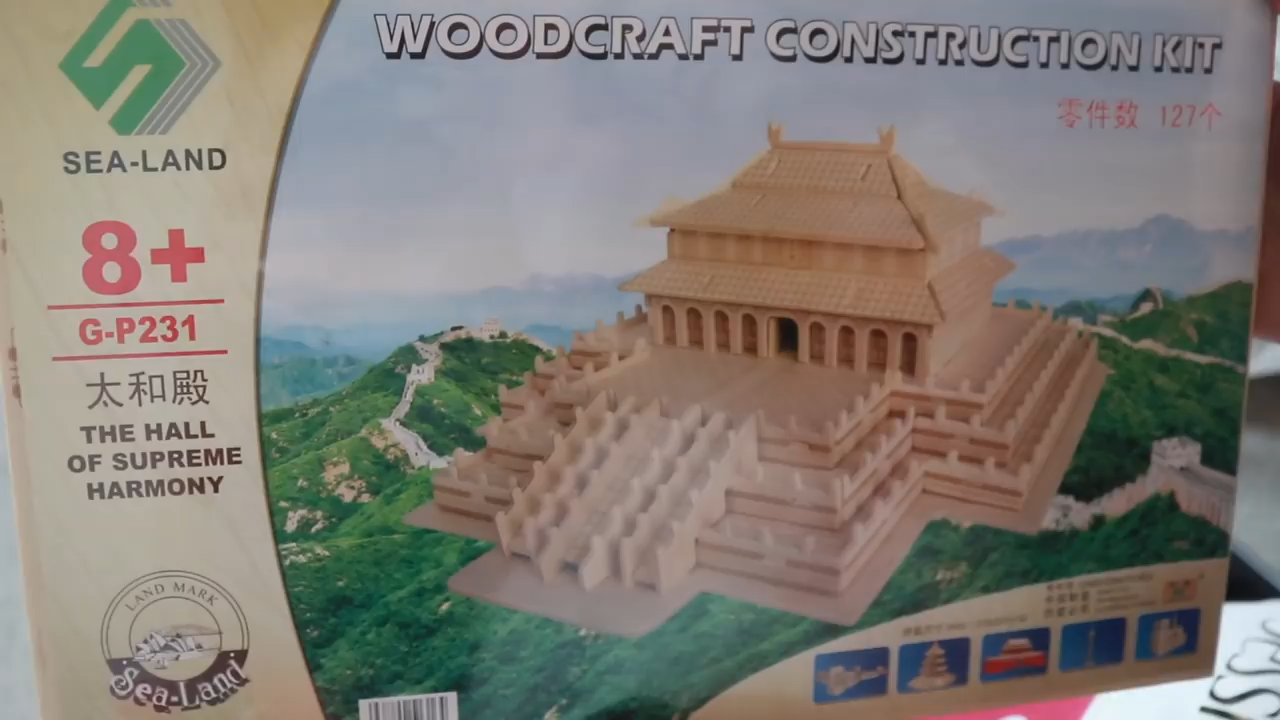 WOODCRAFT CONSTRUCTION KIT
零件数 127个
SEA-LAND
8+
G-P231
太和殿
THE HALL
OF SUPREME
HARMONY
LAND MARK
Sea-Land